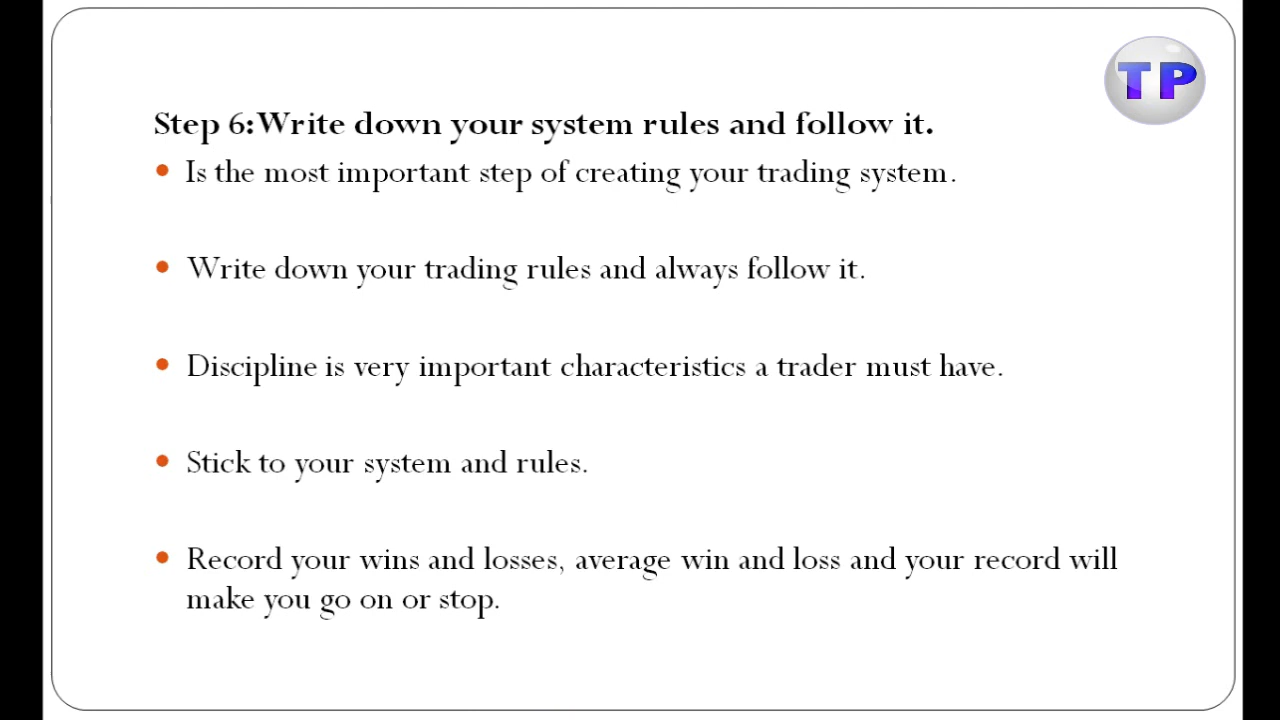 TP
Step 6:Write down your system rules and follow it.
Is the most important step of creating your trading system.
Write down your trading rules and always follow it.
Discipline is very important characteristics a trader must have.
Stick to your system and rules.
Record your wins and losses, average win and loss and your record will
make you go on or stop.